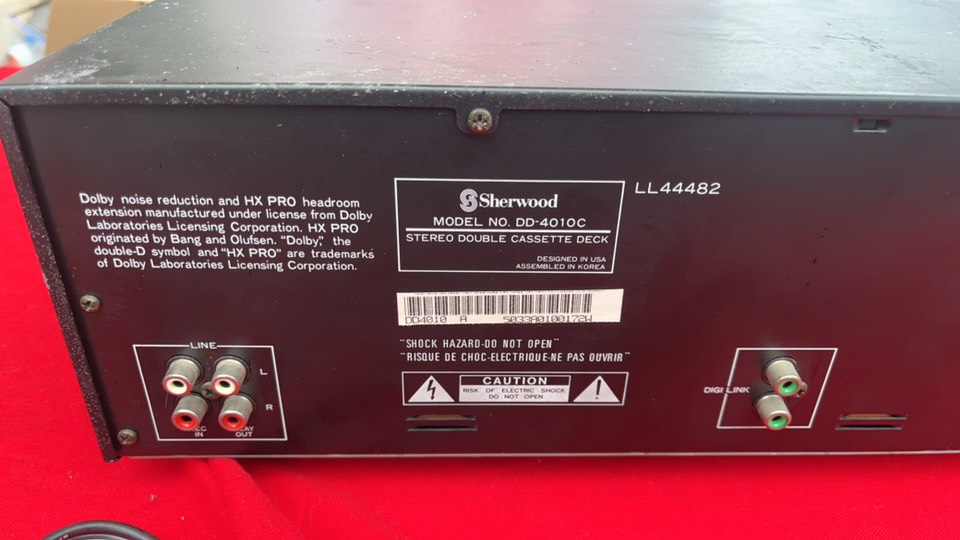 Dolby noise reduction and HX PRO headroom
extension manufactured under license from Dolby
Laboratories Licensing Corporation. HX PRO
originated by Bang and Olufsen. "Dolby," the
double-D symbol and "HX PRO" are trademarks
of Dolby Laboratories Licensing Corporation.
Sherwood
MODEL NO. DD-4010C
STEREO DOUBLE CASSETTE DECK
DESIGNED IN USA
ASSEMBLED IN KOREA
LL44482
DD4010 A 5033A0100172W
"SHOCK HAZARD-DO NOT OPEN"
"RISQUE DE CHOC-ELECTRIQUE-NE PAS OUVRIR"
CAUTION
RISK OF ELECTRIC SHOCK
DO NOT OPEN
LINE
L
R
IN
OUT
DIGI LINK